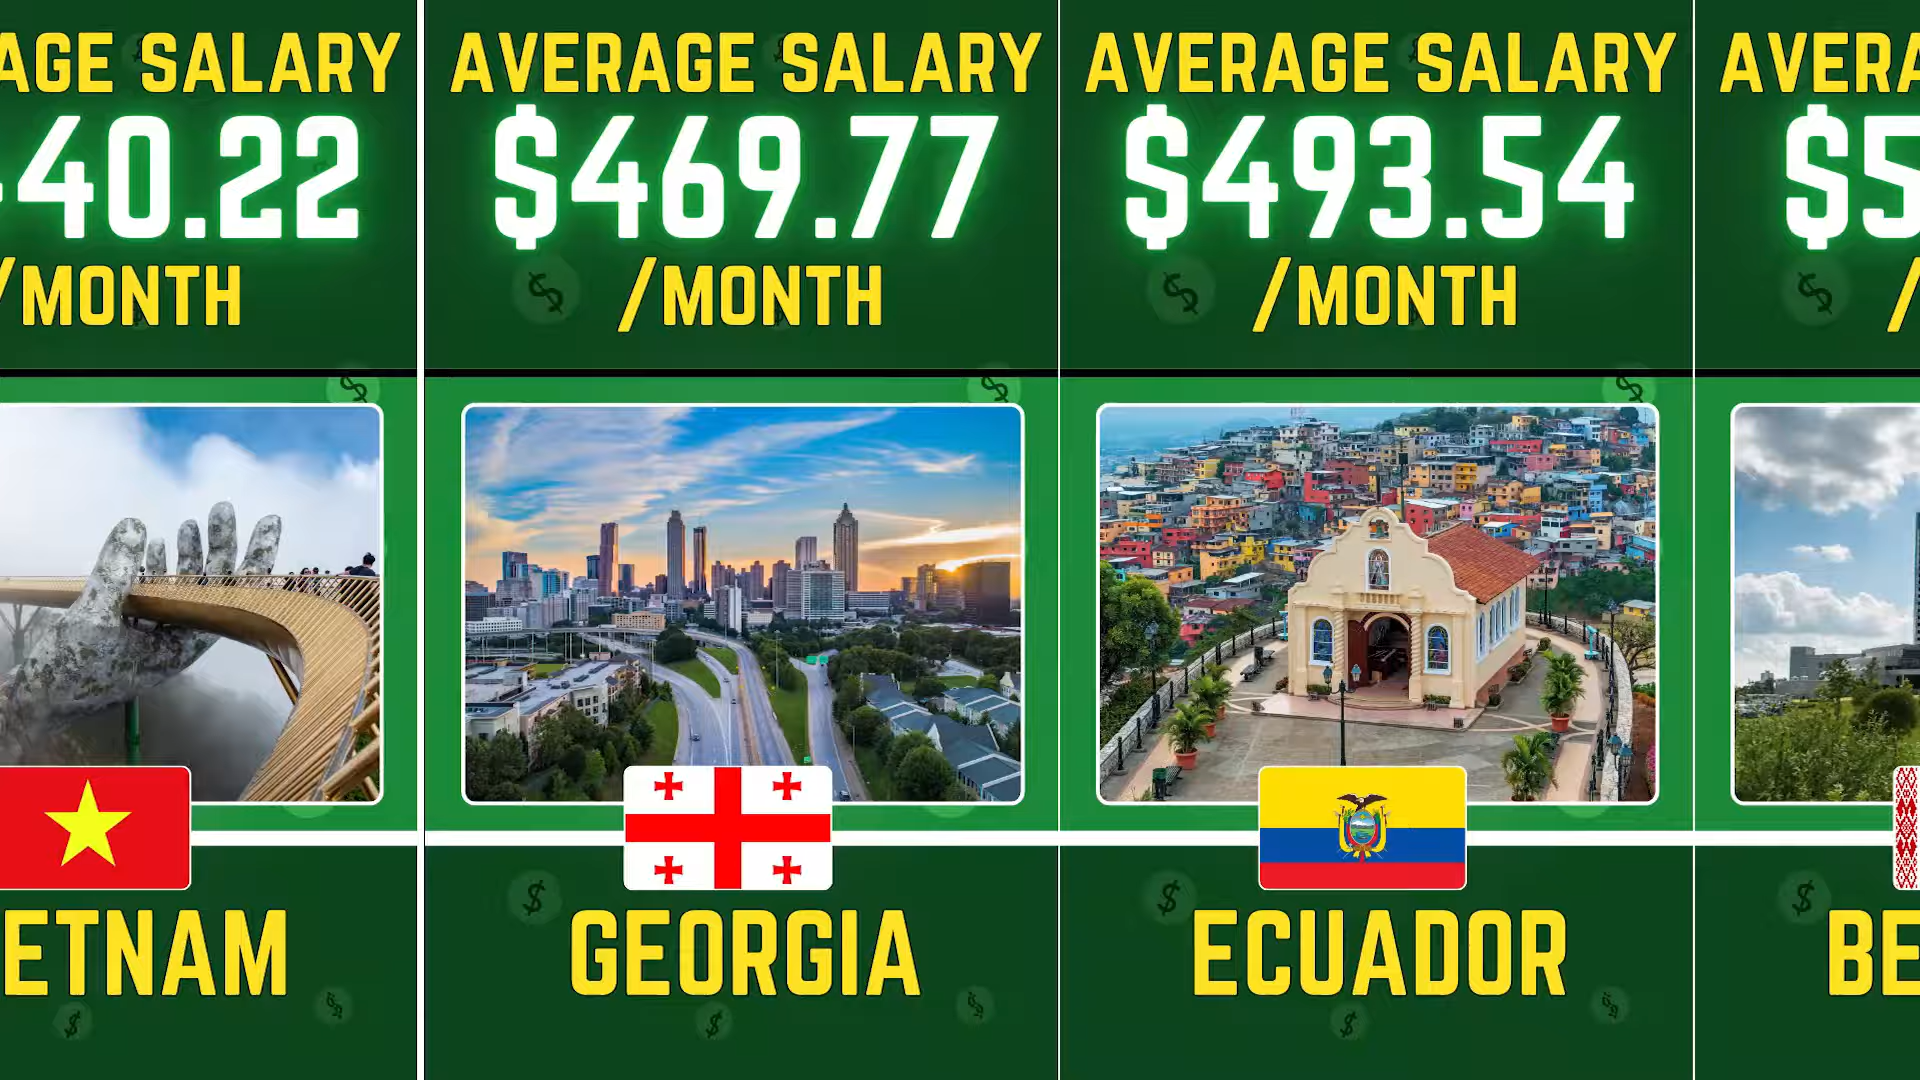 AGE SALARY
40.22
/MONTH
ETNAM
AVERAGE SALARY
$469.77
/MONTH
GEORGIA
AVERAGE SALARY
$493.54
/MONTH
ECUADOR
AVERA
$5
/
BE